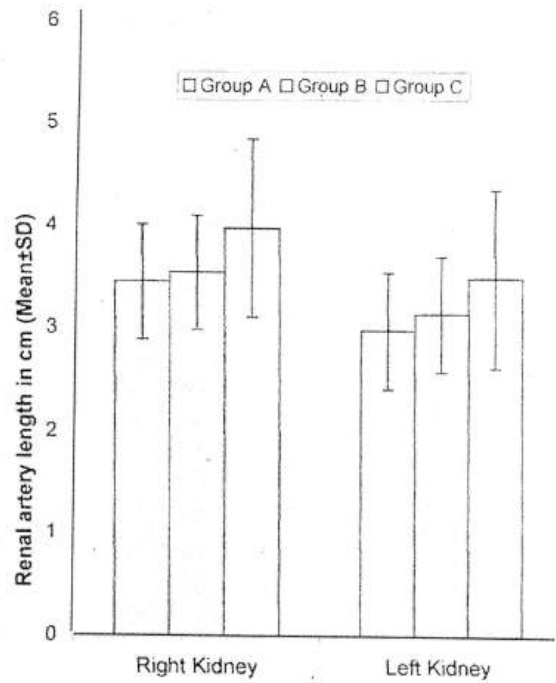 6
□ Group A □ Group B □ Group C
5
4
3
2
1
0
Renal artery length in cm (Mean±SD)
Right Kidney Left Kidney